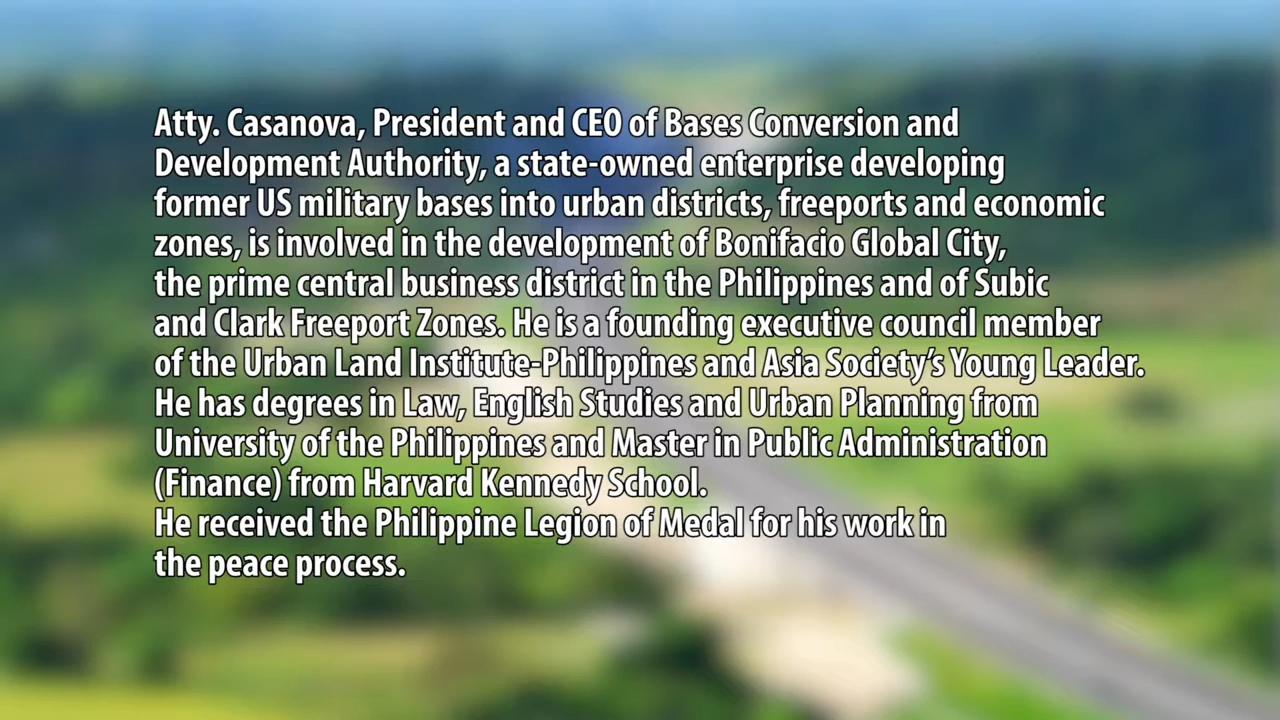 Atty. Casanova, President and CEO of Bases Conversion and
Development Authority, a state-owned enterprise developing
former US military bases into urban districts, freeports and economic
zones, is involved in the development of Bonifacio Global City,
the prime central business district in the Philippines and of Subic
and Clark Freeport Zones. He is a founding executive council member
of the Urban Land Institute-Philippines and Asia Society’s Young Leader.
He has degrees in Law, English Studies and Urban Planning from
University of the Philippines and Master in Public Administration
(Finance) from Harvard Kennedy School.
He received the Philippine Legion of Medal for his work in
the peace process.